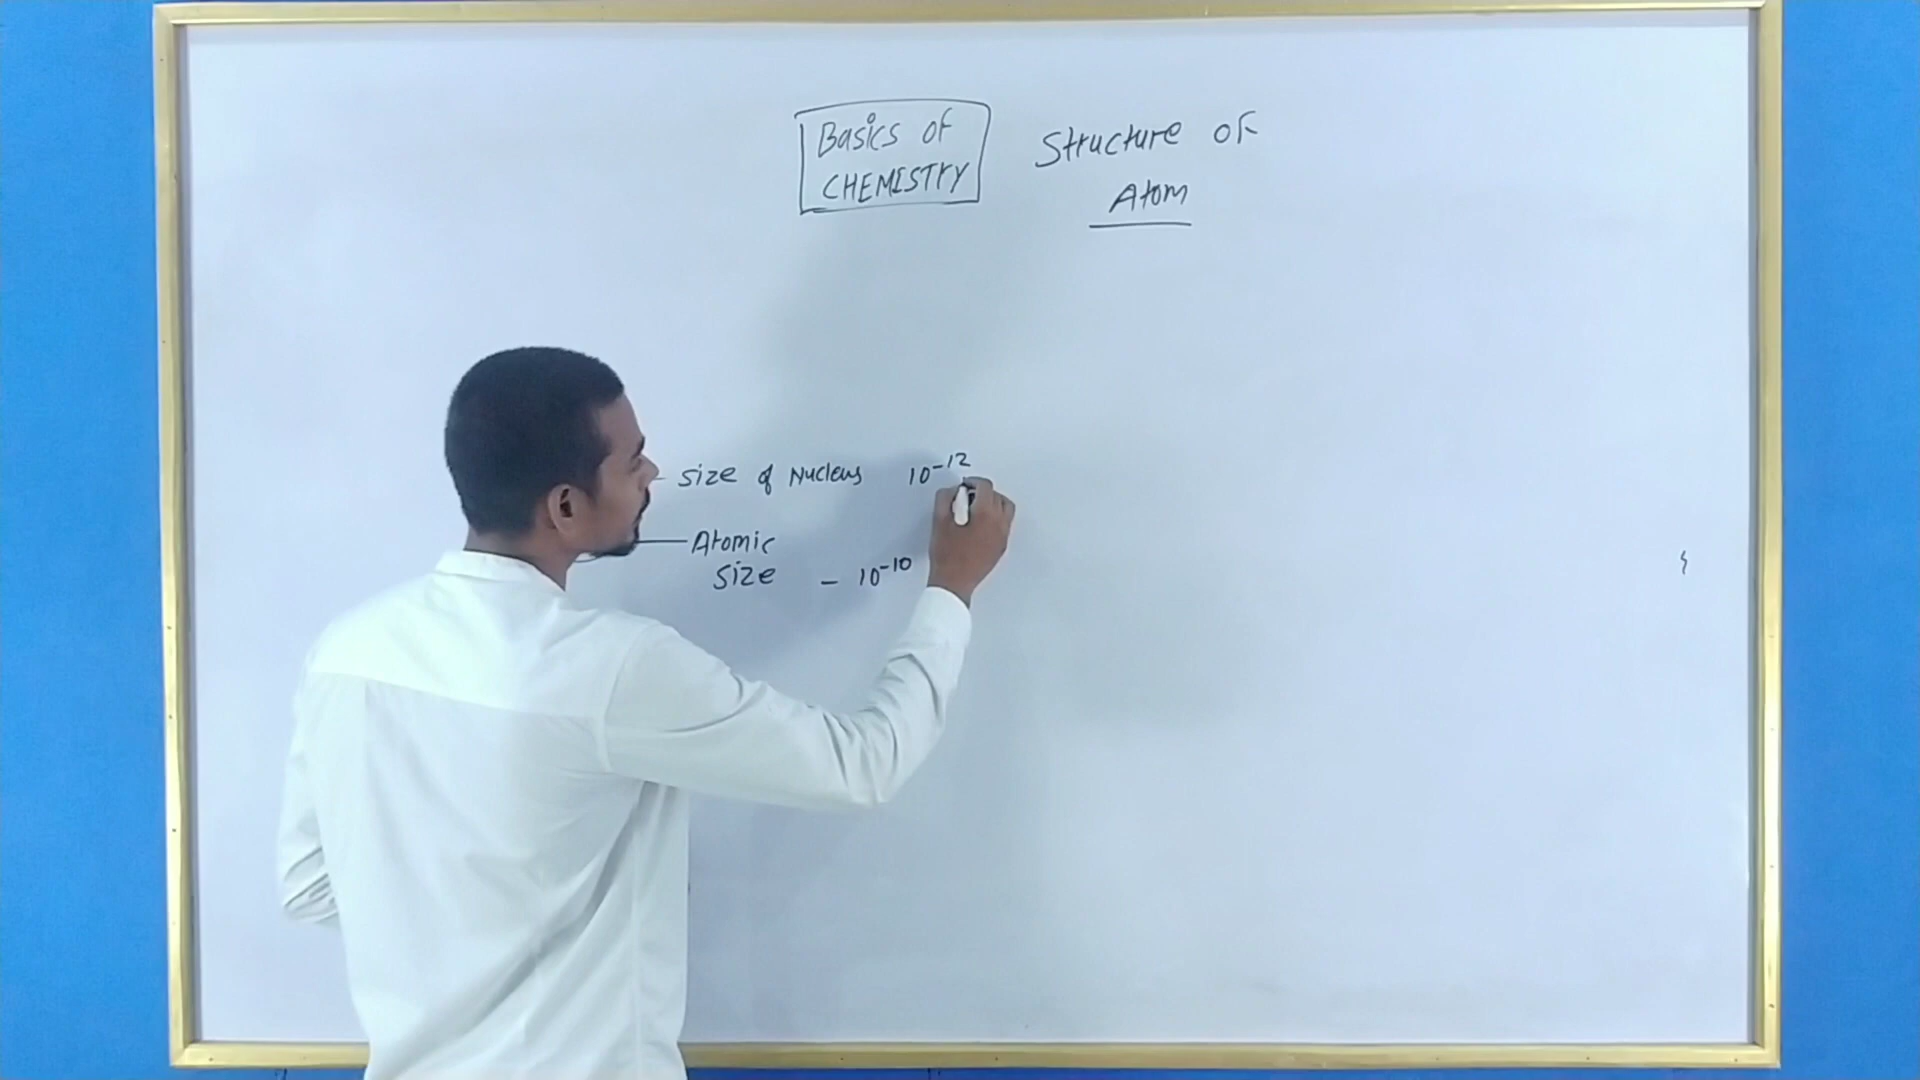 Basics of
CHEMISTRY
Structure of
Atom
Size of Nucleus 10⁻¹²
Atomic
Size - 10⁻¹⁰